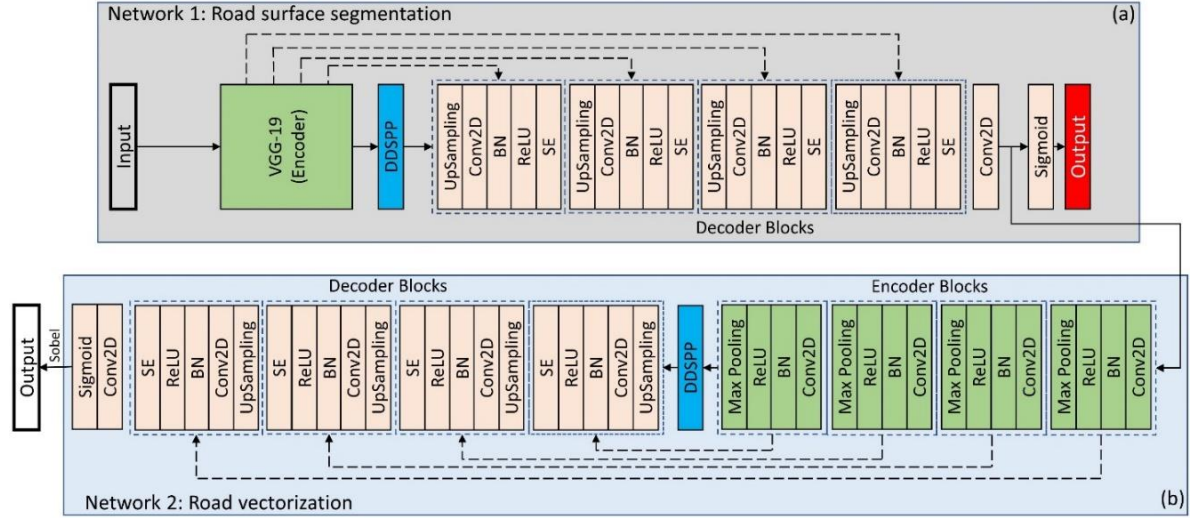 Network 1: Road surface segmentation
(a)
Input
VGG-19
(Encoder)
DDSPP
UpSampling
Conv2D
BN
ReLU
SE
UpSampling
Conv2D
BN
ReLU
SE
UpSampling
Conv2D
BN
ReLU
SE
UpSampling
Conv2D
BN
ReLU
SE
Conv2D
Sigmoid
Output
Decoder Blocks
Decoder Blocks
Encoder Blocks
Output
Sobel
Sigmoid
Conv2D
SE
ReLU
BN
Conv2D
UpSampling
SE
ReLU
BN
Conv2D
UpSampling
SE
ReLU
BN
Conv2D
UpSampling
SE
ReLU
BN
Conv2D
UpSampling
DDSPP
Max Pooling
ReLU
BN
Conv2D
Max Pooling
ReLU
BN
Conv2D
Max Pooling
ReLU
BN
Conv2D
Max Pooling
ReLU
BN
Conv2D
Network 2: Road vectorization
(b)